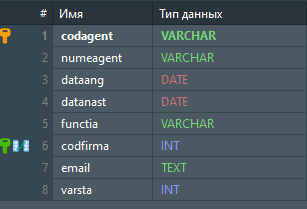 # Имя Тип данных
1 codagent VARCHAR
2 numeagent VARCHAR
3 dataang DATE
4 datanast DATE
5 functia VARCHAR
6 codfirma INT
7 email TEXT
8 varsta INT